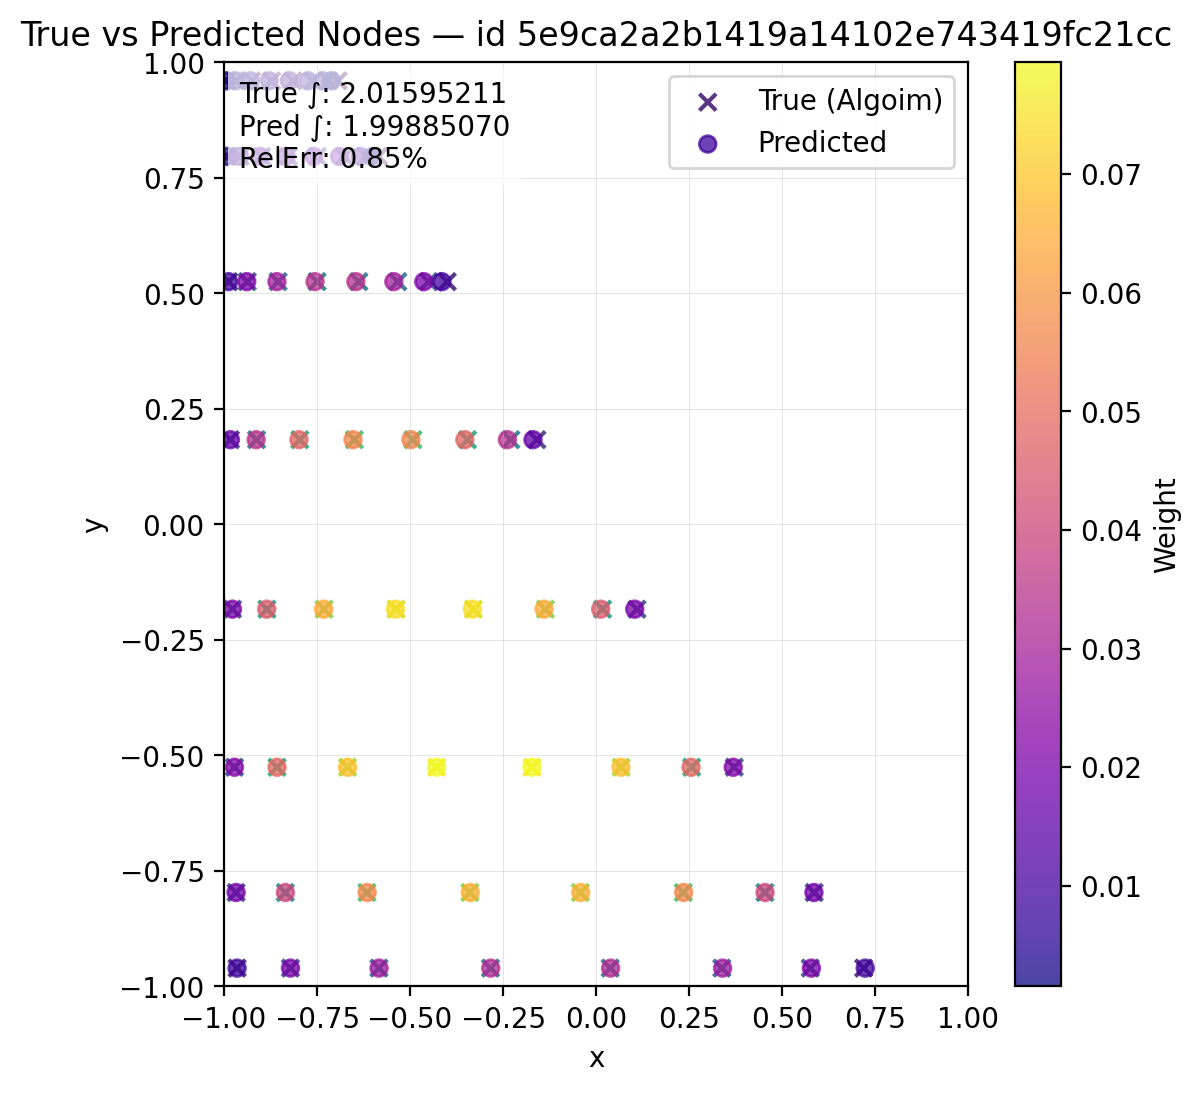 True vs Predicted Nodes — id 5e9ca2a2b1419a14102e743419fc21cc
True ∫: 2.01595211
Pred ∫: 1.99885070
RelErr: 0.85%
True (Algoim)
Predicted
1.00
0.75
0.50
0.25
0.00
−0.25
−0.50
−0.75
−1.00
y
−1.00 −0.75 −0.50 −0.25 0.00 0.25 0.50 0.75 1.00
x
0.07
0.06
0.05
0.04
0.03
0.02
0.01
Weight